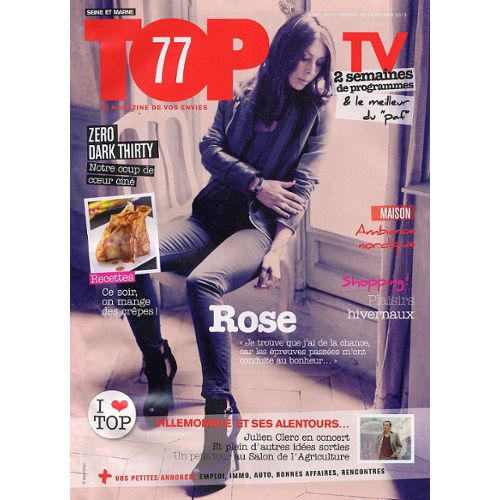 SEINE ET MARNE
TOP
77
LE MAGAZINE DE VOS ENVIES
TV
2 semaines
de programmes
& le meilleur
du "paf"
ZERO
DARK THIRTY
Notre coup de
cœur ciné
Recettes
Ce soir,
on mange
des crêpes !
MAISON
Ambiance
nordique
Shopping !
Plaisirs
hivernaux
Rose
« Je trouve que j'ai de la chance,
car les épreuves passées m'ont
conduite au bonheur... »
I ❤
TOP
VILLEMOMBLE ET SES ALENTOURS...
Julien Clerc en concert
Et plein d'autres idées sorties
Un petit tour au Salon de l'Agriculture
+ VOS PETITES ANNONCES, EMPLOI, IMMO, AUTO, BONNES AFFAIRES, RENCONTRES